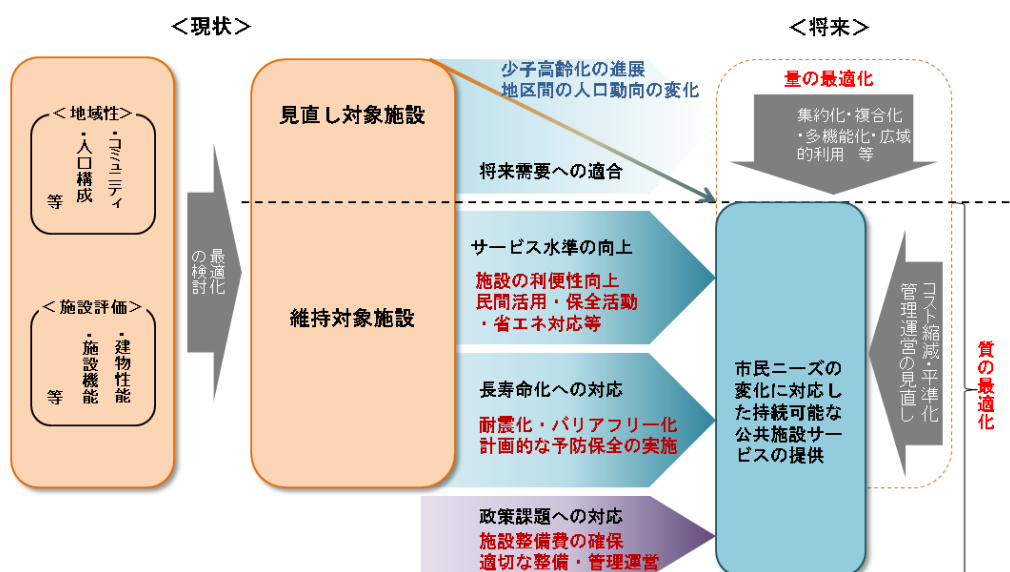 ＜現状＞
＜将来＞
＜地域性＞
・コミュニティ
・人口構成
等
＜施設評価＞
・建物性能
・施設機能
等
最適化
の検討
見直し対象施設
維持対象施設
少子高齢化の進展
地区間の人口動向の変化
将来需要への適合
サービス水準の向上
施設の利便性向上
民間活用・保全活動
・省エネ対応等
長寿命化への対応
耐震化・バリアフリー化
計画的な予防保全の実施
政策課題への対応
施設整備費の確保
適切な整備・管理運営
量の最適化
集約化・複合化
・多機能化・広域
的利用　等
市民ニーズの
変化に対応し
た持続可能な
公共施設サー
ビスの提供
コスト縮減・平準化
管理運営の見直し
質の最適化